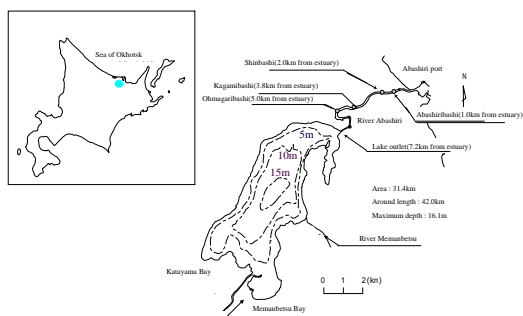 Sea of Okhotsk
Shinbashi(2.0km from estuary)
Abashiri port
N
Kagamibashi(3.8km from estuary)
Ohmagaribashi(5.0km from estuary)
Abashiribashi(1.0km from estuary)
River Abashiri
5m
Lake outlet(7.2km from estuary)
10m
15m
Area : 31.4km
Around length : 42.0km
Maximum depth : 16.1m
River Memanbetsu
Katayama Bay
0 1 2(km)
Memanbetsu Bay